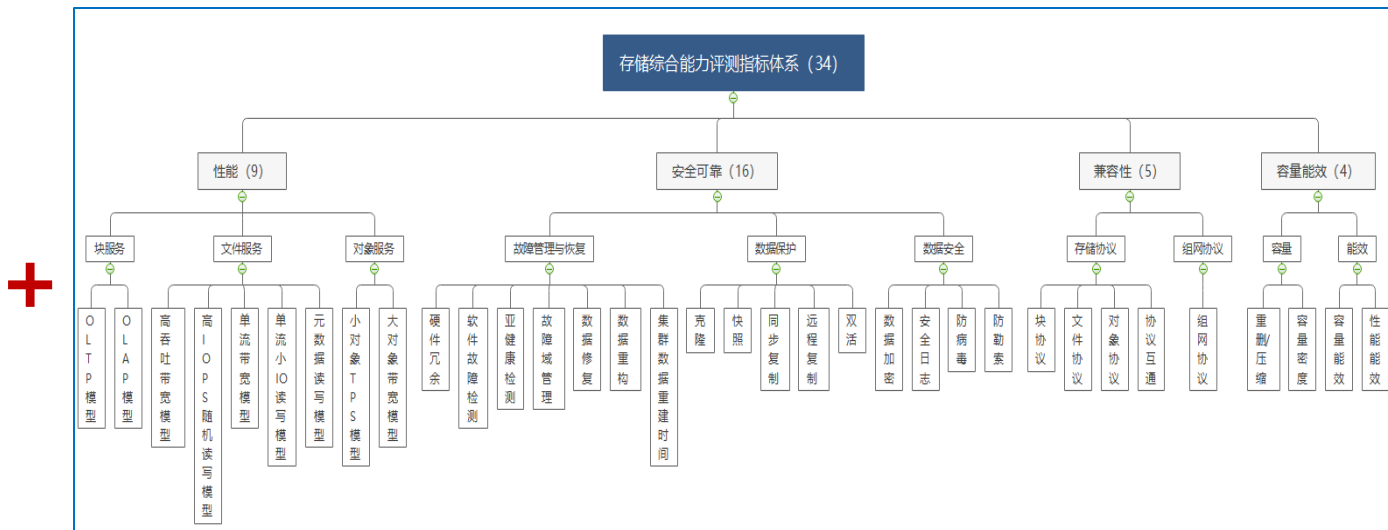 存储综合能力评测指标体系（34）
性能（9）
安全可靠（16）
兼容性（5）
容量能效（4）
块服务
文件服务
对象服务
故障管理与恢复
数据保护
数据安全
存储协议
组网协议
容量
能效
OLTP模型
OLAP模型
高吞吐带宽模型
高IOPS随机读写模型
单流带宽模型
单流小IO读写模型
元数据读写模型
小对象TPS模型
大对象带宽模型
硬件冗余
软件故障检测
亚健康检测
故障域管理
数据修复
数据重构
集群数据重建时间
克隆
快照
同步复制
远程复制
双活
数据加密
安全日志
防病毒
防勒索
块协议
文件协议
对象协议
协议互通
组网协议
重删/压缩
容量密度
容量能效
性能能效